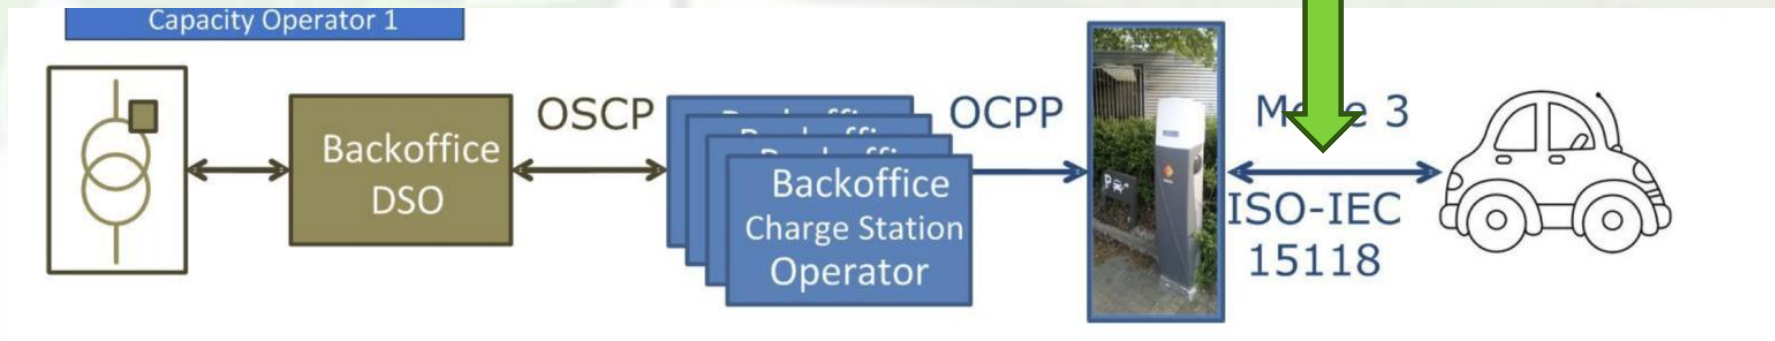 Capacity Operator 1
Backoffice
DSO
OSCP
Backoffice
Charge Station
Operator
OCPP
P
3
ISO-IEC
15118